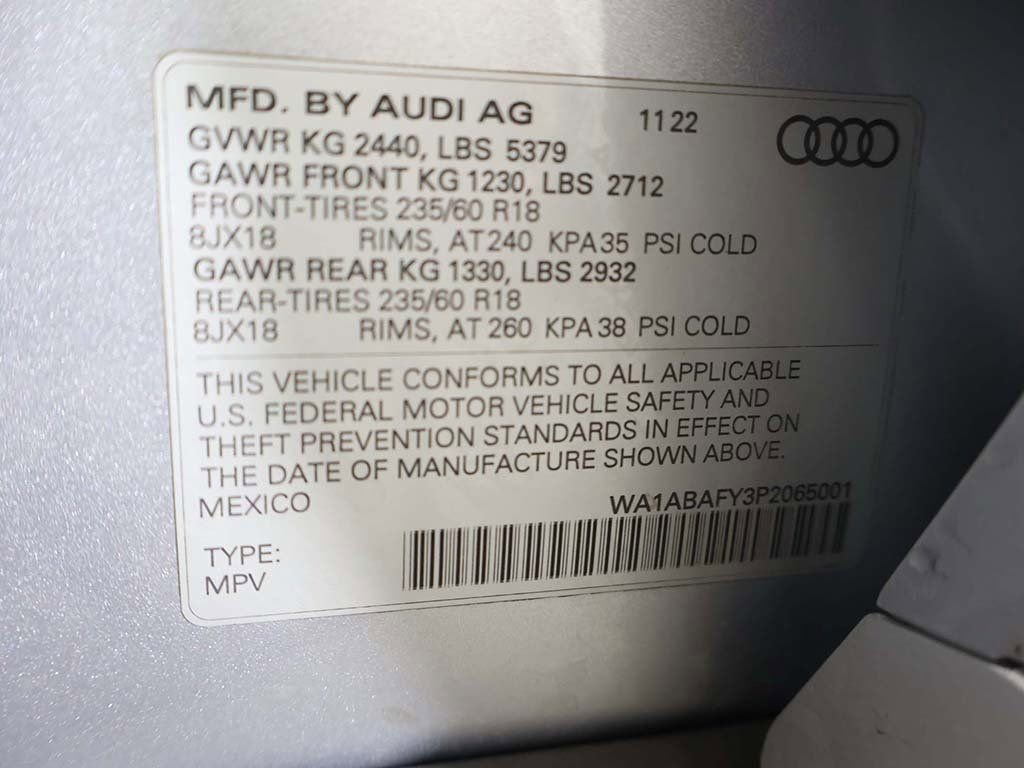 MFD. BY AUDI AG 11 22
GVWR KG 2440, LBS 5379
GAWR FRONT KG 1230, LBS 2712
FRONT-TIRES 235/60 R18
8JX18 RIMS, AT 240 KPA 35 PSI COLD
GAWR REAR KG 1330, LBS 2932
REAR-TIRES 235/60 R18
8JX18 RIMS, AT 260 KPA 38 PSI COLD
THIS VEHICLE CONFORMS TO ALL APPLICABLE
U.S. FEDERAL MOTOR VEHICLE SAFETY AND
THEFT PREVENTION STANDARDS IN EFFECT ON
THE DATE OF MANUFACTURE SHOWN ABOVE.
MEXICO WA1ABAFY3P2065001
TYPE:
MPV